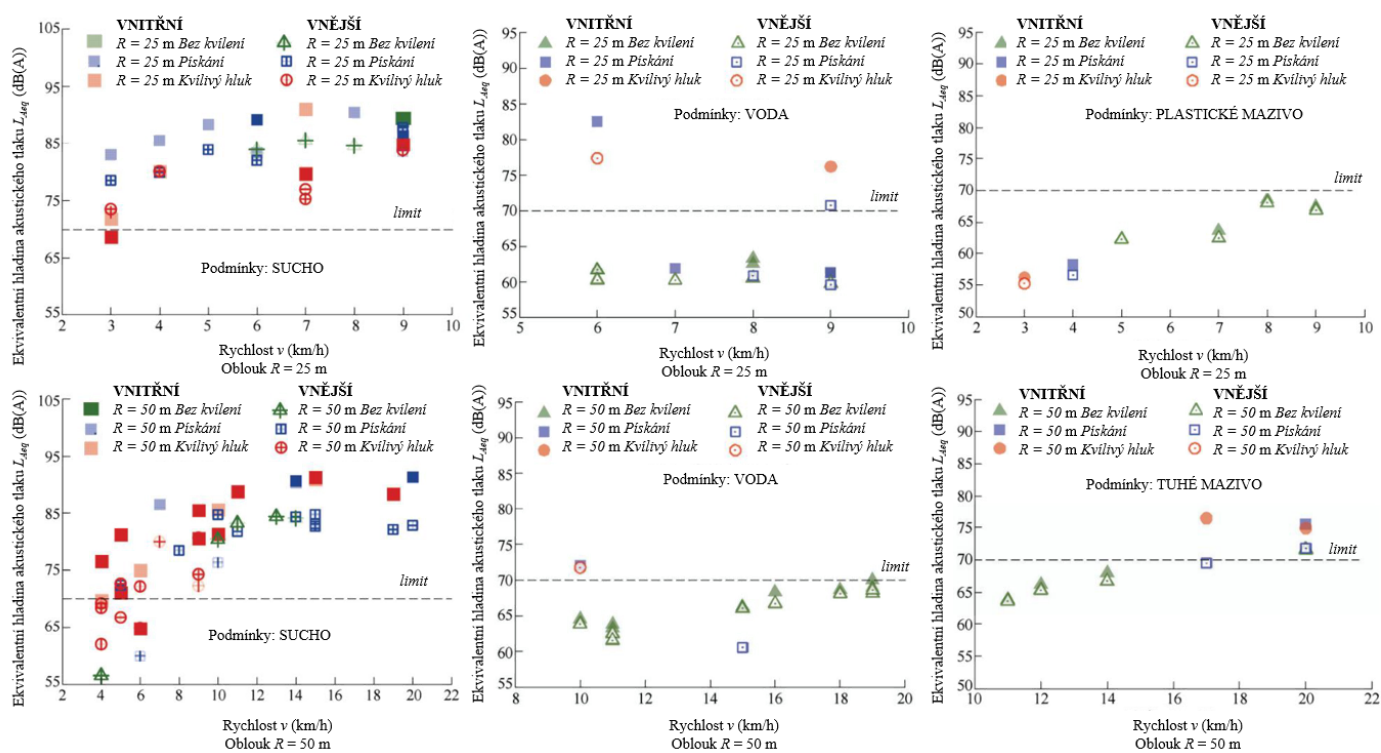 Ekvivalentni hladina akustického tlaku L_Aeq (dB(A))
105
95
85
75
65
55
VNITŘNÍ
R = 25 m Bez kvílení
R = 25 m Pískání
R = 25 m Kvílivý hluk
VNĚJŠÍ
R = 25 m Bez kvílení
R = 25 m Pískání
R = 25 m Kvílivý hluk
limit
Podmínky: SUCHO
2 3 4 5 6 7 8 9 10
Rychlost v (km/h)
Oblouk R = 25 m
Ekvivalentni hladina akustického tlaku L_Aeq (dB(A))
95
90
85
80
75
70
65
60
55
VNITŘNÍ
R = 25 m Bez kvílení
R = 25 m Pískání
R = 25 m Kvílivý hluk
VNĚJŠÍ
R = 25 m Bez kvílení
R = 25 m Pískání
R = 25 m Kvílivý hluk
Podmínky: VODA
limit
5 6 7 8 9 10
Rychlost v (km/h)
Oblouk R = 25 m
Ekvivalentni hladina akustického tlaku L_Aeq (dB(A))
95
90
85
80
75
70
65
60
55
50
VNITŘNÍ
R = 25 m Bez kvílení
R = 25 m Pískání
R = 25 m Kvílivý hluk
VNĚJŠÍ
R = 25 m Bez kvílení
R = 25 m Pískání
R = 25 m Kvílivý hluk
Podmínky: PLASTICKÉ MAZIVO
limit
2 3 4 5 6 7 8 9 10
Rychlost v (km/h)
Oblouk R = 25 m
Ekvivalentni hladina akustického tlaku L_Aeq (dB(A))
105
95
85
75
65
55
VNITŘNÍ
R = 50 m Bez kvílení
R = 50 m Pískání
R = 50 m Kvílivý hluk
VNĚJŠÍ
R = 50 m Bez kvílení
R = 50 m Pískání
R = 50 m Kvílivý hluk
limit
Podmínky: SUCHO
2 4 6 8 10 12 14 16 18 20 22
Rychlost v (km/h)
Oblouk R = 50 m
Ekvivalentni hladina akustického tlaku L_Aeq (dB(A))
95
90
85
80
75
70
65
60
55
VNITŘNÍ
R = 50 m Bez kvílení
R = 50 m Pískání
R = 50 m Kvílivý hluk
VNĚJŠÍ
R = 50 m Bez kvílení
R = 50 m Pískání
R = 50 m Kvílivý hluk
Podmínky: VODA
limit
8 10 12 14 16 18 20
Rychlost v (km/h)
Oblouk R = 50 m
Ekvivalentni hladina akustického tlaku L_Aeq (dB(A))
95
90
85
80
75
70
65
60
55
50
VNITŘNÍ
R = 50 m Bez kvílení
R = 50 m Pískání
R = 50 m Kvílivý hluk
VNĚJŠÍ
R = 50 m Bez kvílení
R = 50 m Pískání
R = 50 m Kvílivý hluk
Podmínky: TUHÉ MAZIVO
limit
10 12 14 16 18 20 22
Rychlost v (km/h)
Oblouk R = 50 m